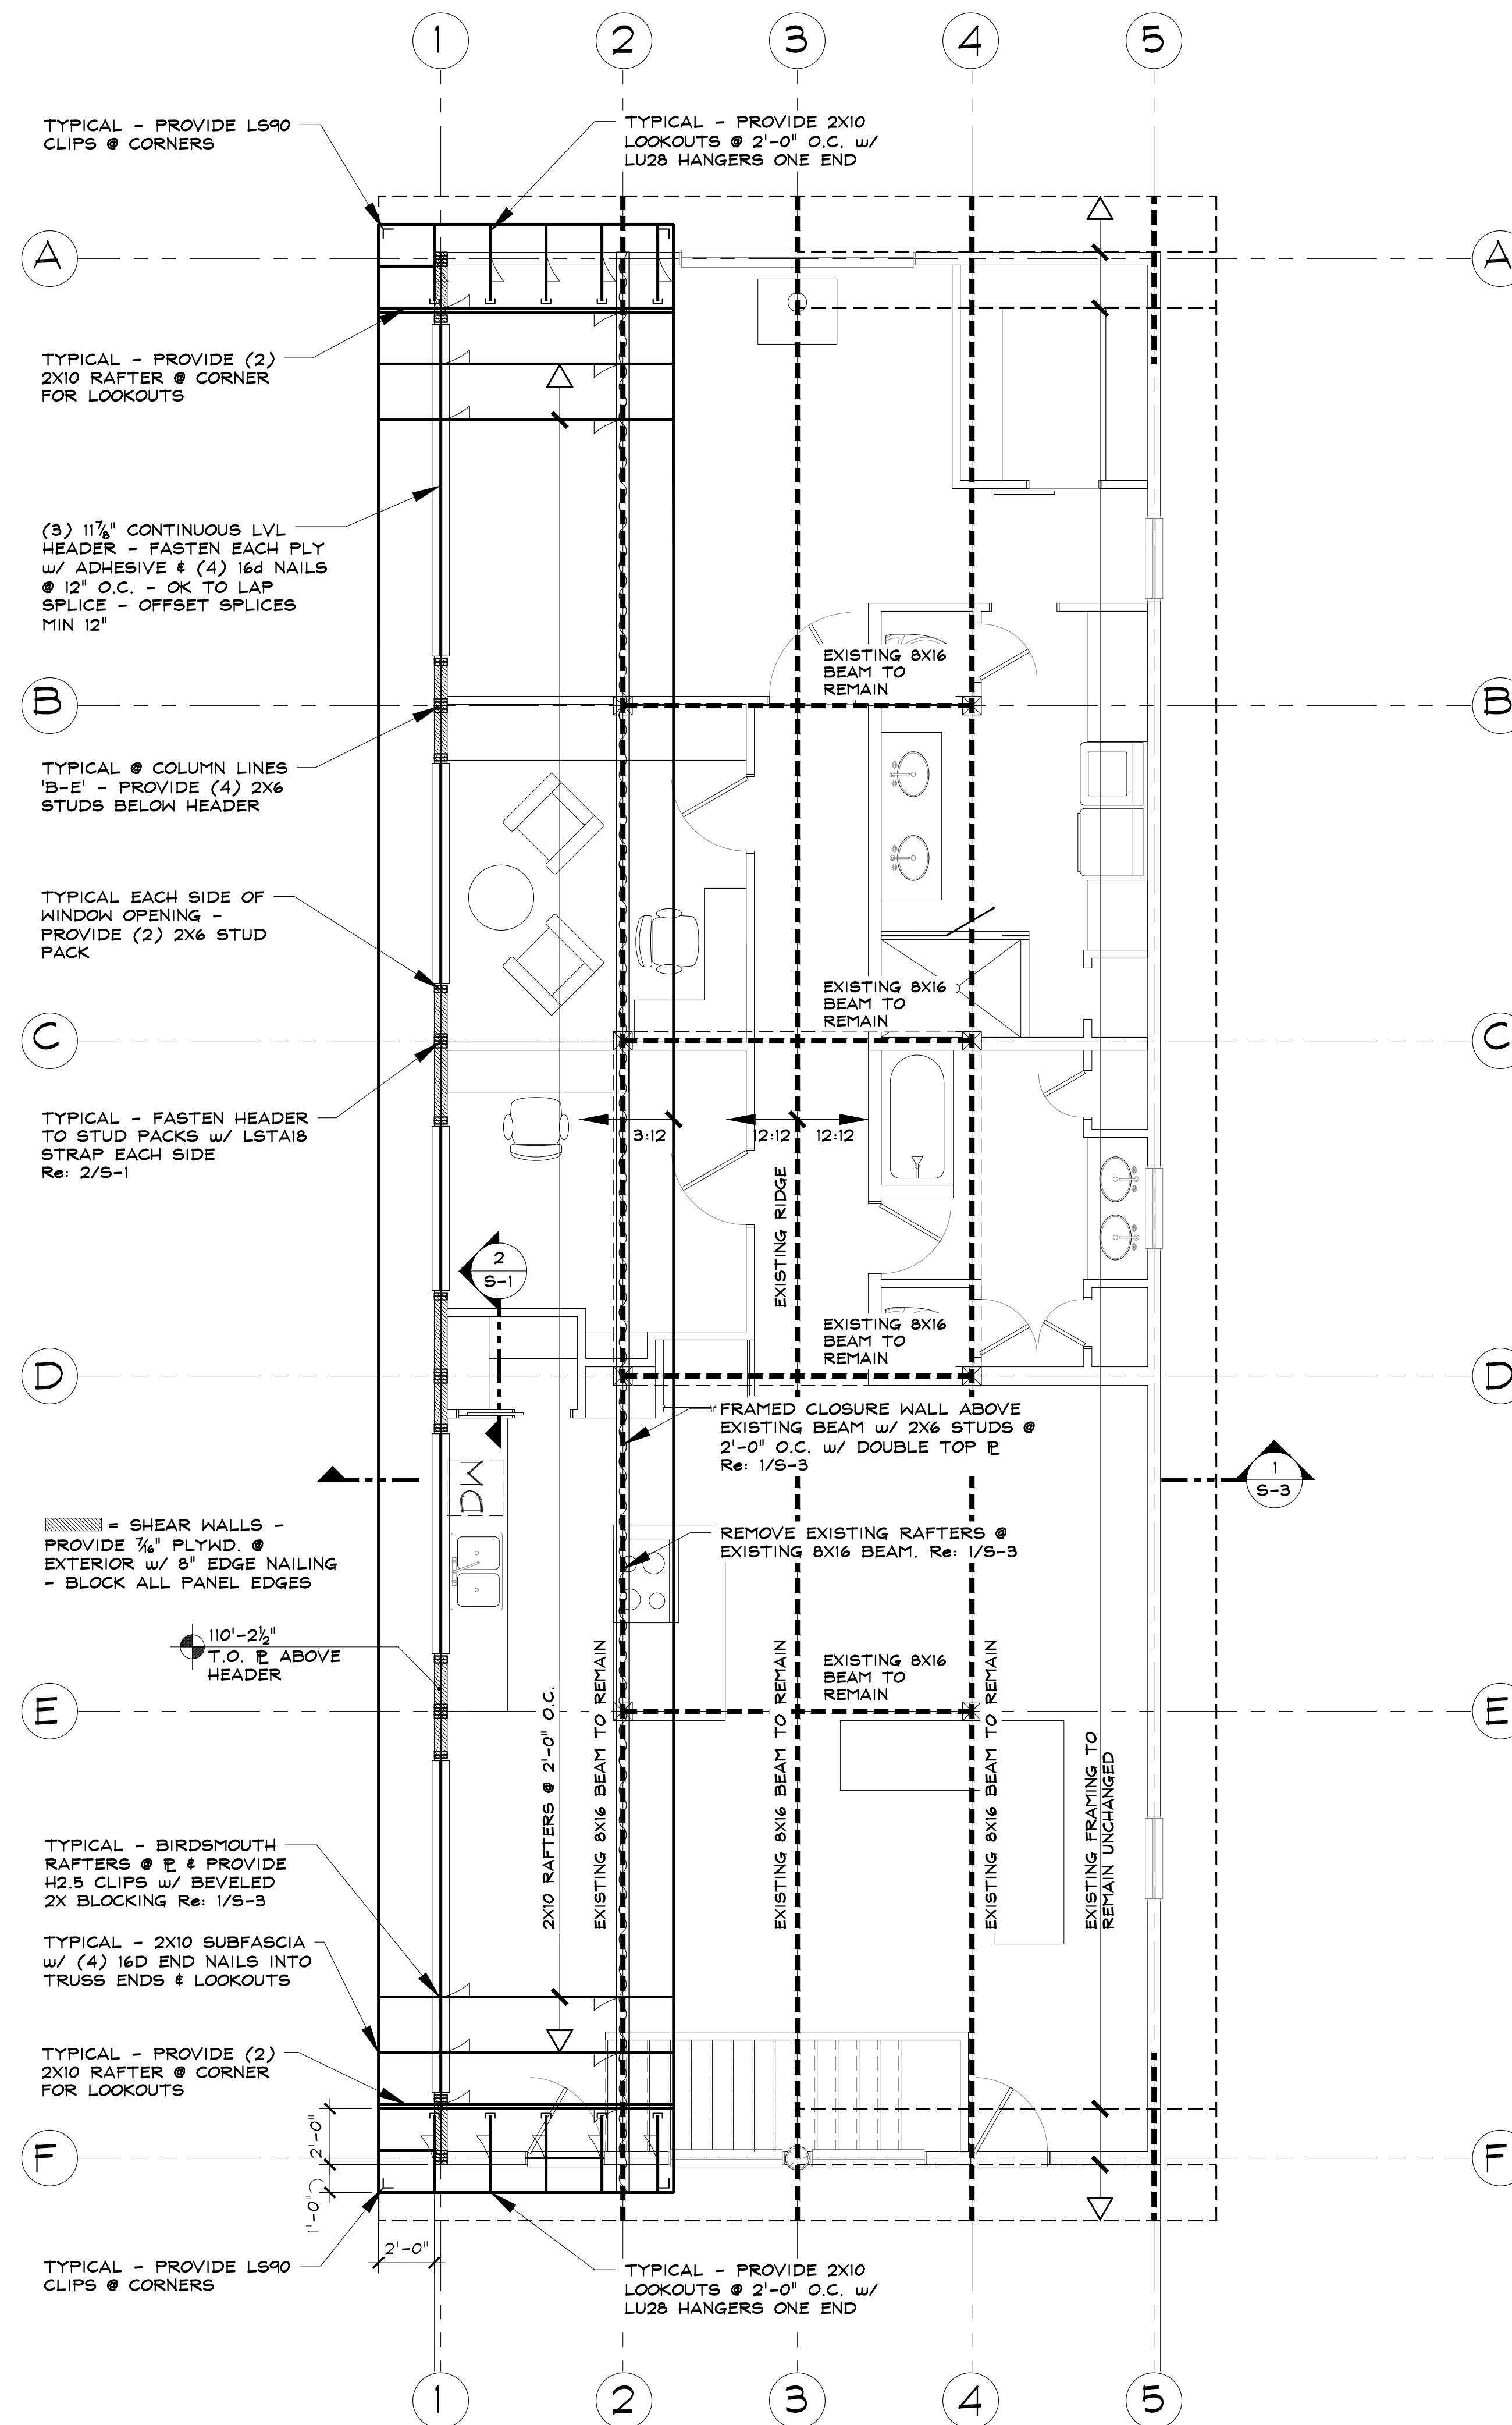 1 2 3 4 5
TYPICAL - PROVIDE LS90
CLIPS @ CORNERS
TYPICAL - PROVIDE 2X10
LOOKOUTS @ 2'-0" O.C. w/
LU28 HANGERS ONE END
A A
TYPICAL - PROVIDE (2)
2X10 RAFTER @ CORNER
FOR LOOKOUTS
(3) 11⅞" CONTINUOUS LVL
HEADER - FASTEN EACH PLY
w/ ADHESIVE & (4) 16d NAILS
@ 12" O.C. - OK TO LAP
SPLICE - OFFSET SPLICES
MIN 12"
EXISTING 8X16
BEAM TO
REMAIN
B B
TYPICAL @ COLUMN LINES
'B-E' - PROVIDE (4) 2X6
STUDS BELOW HEADER
TYPICAL EACH SIDE OF
WINDOW OPENING -
PROVIDE (2) 2X6 STUD
PACK
EXISTING 8X16
BEAM TO
REMAIN
C C
TYPICAL - FASTEN HEADER
TO STUD PACKS w/ LSTA18
STRAP EACH SIDE
Re: 2/S-1
3:12 12:12 12:12
EXISTING RIDGE
2
S-1
EXISTING 8X16
BEAM TO
REMAIN
D D
FRAMED CLOSURE WALL ABOVE
EXISTING BEAM w/ 2X6 STUDS @
2'-0" O.C. w/ DOUBLE TOP PL
Re: 1/S-3
DW
1
S-3
= SHEAR WALLS -
PROVIDE 7/16" PLYWD. @
EXTERIOR w/ 8" EDGE NAILING
- BLOCK ALL PANEL EDGES
REMOVE EXISTING RAFTERS @
EXISTING 8X16 BEAM. Re: 1/S-3
110'-2½"
T.O. PL ABOVE
HEADER
EXISTING 8X16
BEAM TO
REMAIN
E E
2X10 RAFTERS @ 2'-0" O.C.
EXISTING 8X16 BEAM TO REMAIN
EXISTING 8X16 BEAM TO REMAIN
EXISTING 8X16 BEAM TO REMAIN
EXISTING FRAMING TO
REMAIN UNCHANGED
TYPICAL - BIRDSMOUTH
RAFTERS @ PL & PROVIDE
H2.5 CLIPS w/ BEVELED
2X BLOCKING Re: 1/S-3
TYPICAL - 2X10 SUBFASCIA
w/ (4) 16D END NAILS INTO
TRUSS ENDS & LOOKOUTS
TYPICAL - PROVIDE (2)
2X10 RAFTER @ CORNER
FOR LOOKOUTS
2'-0"
F F
1'-0"
2'-0"
TYPICAL - PROVIDE LS90
CLIPS @ CORNERS
TYPICAL - PROVIDE 2X10
LOOKOUTS @ 2'-0" O.C. w/
LU28 HANGERS ONE END
1 2 3 4 5